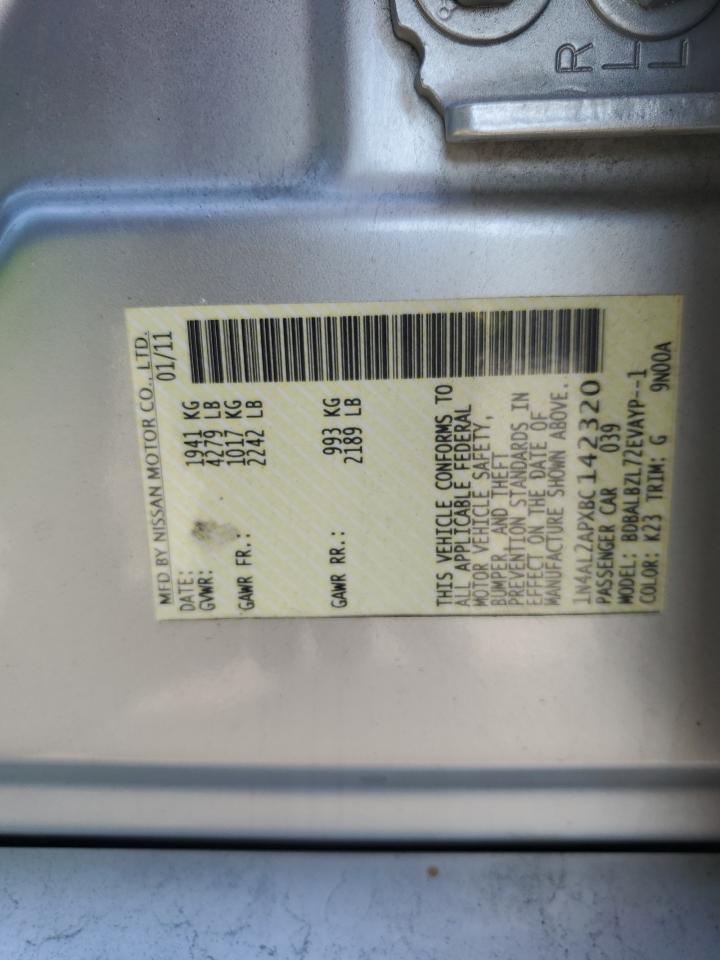 MFD BY NISSAN MOTOR CO., LTD.
DATE: 01/11
GVWR: 1941 KG
4279 LB
GAWR FR.: 1017 KG
2242 LB
GAWR RR.: 993 KG
2189 LB
THIS VEHICLE CONFORMS TO
ALL APPLICABLE FEDERAL
MOTOR VEHICLE SAFETY,
BUMPER, AND THEFT
PREVENTION STANDARDS IN
EFFECT ON THE DATE OF
MANUFACTURE SHOWN ABOVE.
1N4AL2APXBC142320
PASSENGER CAR 039
MODEL: BDBALBZL72EVAYP--1
COLOR: K23 TRIM: G 9N00A
R L L